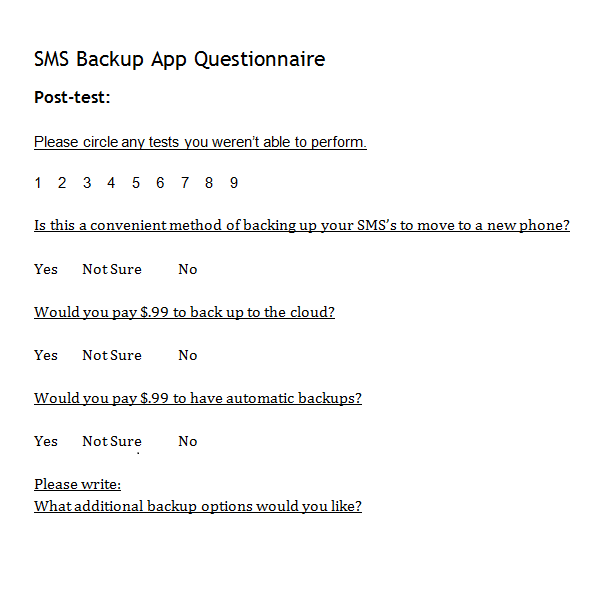 SMS Backup App Questionnaire
Post-test:
Please circle any tests you weren't able to perform.
1 2 3 4 5 6 7 8 9
Is this a convenient method of backing up your SMS's to move to a new phone?
Yes Not Sure No
Would you pay $.99 to back up to the cloud?
Yes Not Sure No
Would you pay $.99 to have automatic backups?
Yes Not Sure No
Please write:
What additional backup options would you like?